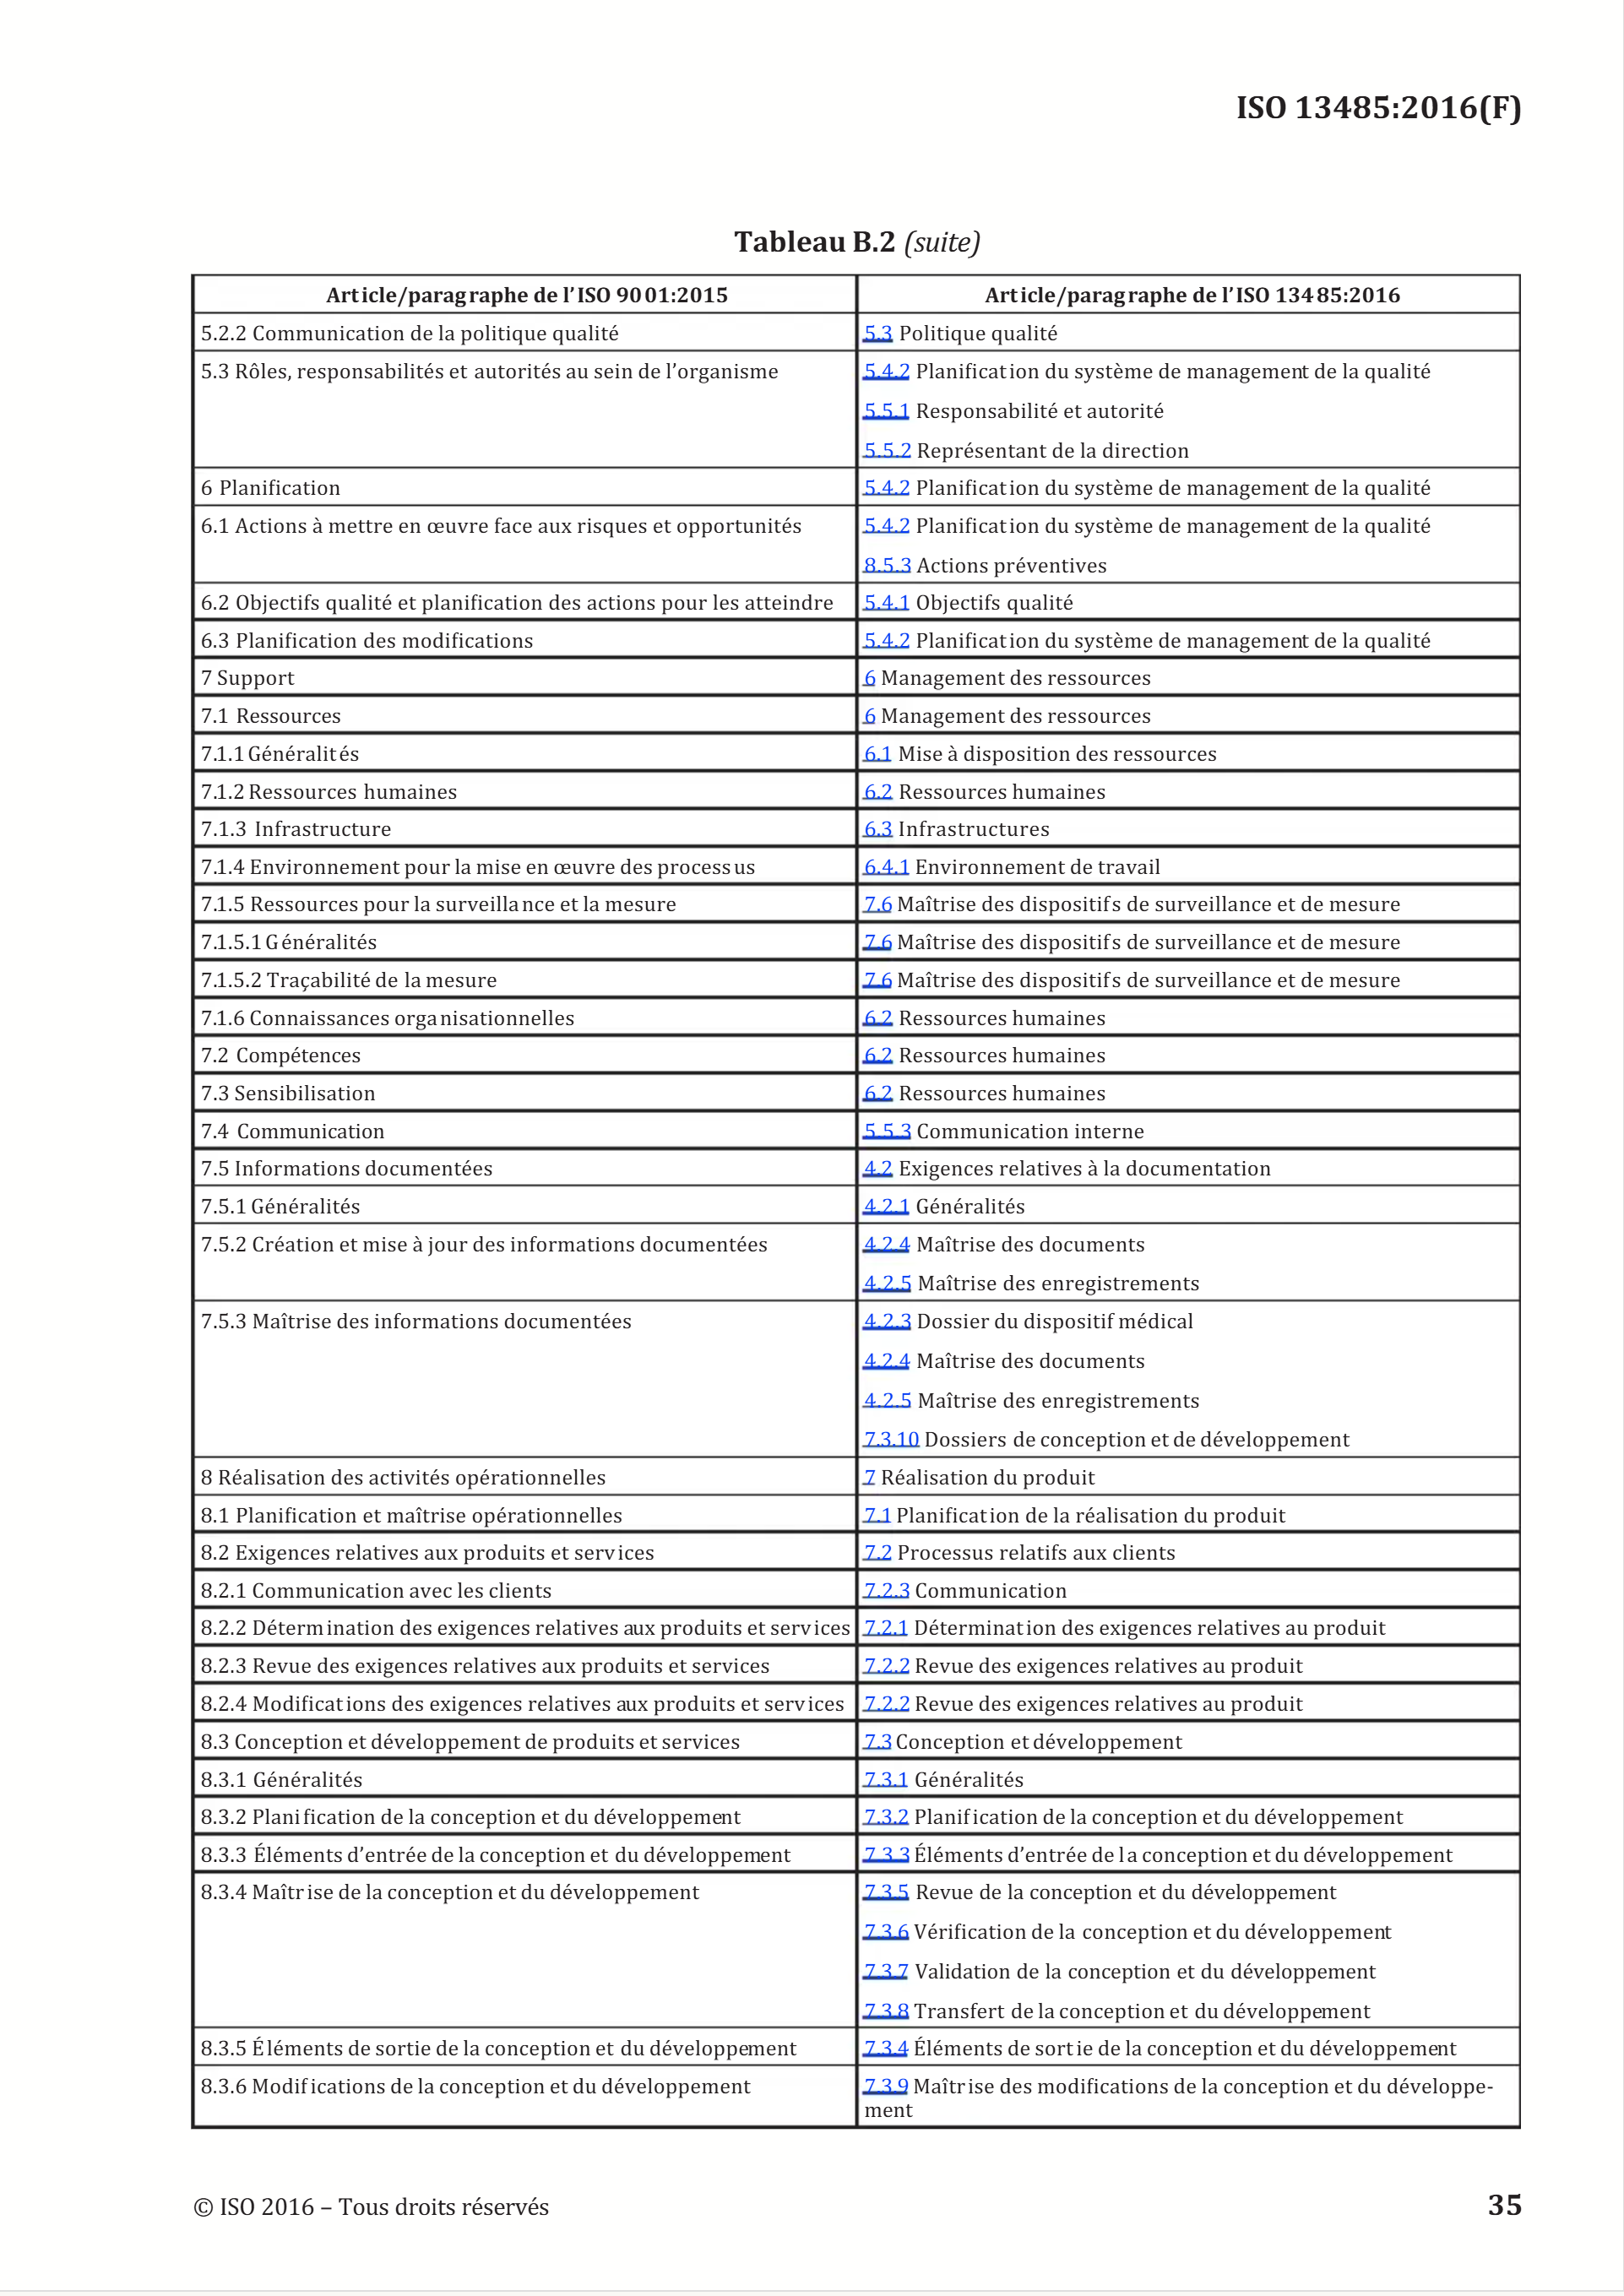 ISO 13485:2016(F)
Tableau B.2 (suite)
Article/paragraphe de l’ISO 9001:2015 Article/paragraphe de l’ISO 13485:2016
5.2.2 Communication de la politique qualité 5.3 Politique qualité
5.3 Rôles, responsabilités et autorités au sein de l’organisme 5.4.2 Planification du système de management de la qualité
5.5.1 Responsabilité et autorité
5.5.2 Représentant de la direction
6 Planification 5.4.2 Planification du système de management de la qualité
6.1 Actions à mettre en œuvre face aux risques et opportunités 5.4.2 Planification du système de management de la qualité
8.5.3 Actions préventives
6.2 Objectifs qualité et planification des actions pour les atteindre 5.4.1 Objectifs qualité
6.3 Planification des modifications 5.4.2 Planification du système de management de la qualité
7 Support 6 Management des ressources
7.1 Ressources 6 Management des ressources
7.1.1 Généralités 6.1 Mise à disposition des ressources
7.1.2 Ressources humaines 6.2 Ressources humaines
7.1.3 Infrastructure 6.3 Infrastructures
7.1.4 Environnement pour la mise en œuvre des processus 6.4.1 Environnement de travail
7.1.5 Ressources pour la surveillance et la mesure 7.6 Maîtrise des dispositifs de surveillance et de mesure
7.1.5.1 Généralités 7.6 Maîtrise des dispositifs de surveillance et de mesure
7.1.5.2 Traçabilité de la mesure 7.6 Maîtrise des dispositifs de surveillance et de mesure
7.1.6 Connaissances organisationnelles 6.2 Ressources humaines
7.2 Compétences 6.2 Ressources humaines
7.3 Sensibilisation 6.2 Ressources humaines
7.4 Communication 5.5.3 Communication interne
7.5 Informations documentées 4.2 Exigences relatives à la documentation
7.5.1 Généralités 4.2.1 Généralités
7.5.2 Création et mise à jour des informations documentées 4.2.4 Maîtrise des documents
4.2.5 Maîtrise des enregistrements
7.5.3 Maîtrise des informations documentées 4.2.3 Dossier du dispositif médical
4.2.4 Maîtrise des documents
4.2.5 Maîtrise des enregistrements
7.3.10 Dossiers de conception et de développement
8 Réalisation des activités opérationnelles 7 Réalisation du produit
8.1 Planification et maîtrise opérationnelles 7.1 Planification de la réalisation du produit
8.2 Exigences relatives aux produits et services 7.2 Processus relatifs aux clients
8.2.1 Communication avec les clients 7.2.3 Communication
8.2.2 Détermination des exigences relatives aux produits et services 7.2.1 Détermination des exigences relatives au produit
8.2.3 Revue des exigences relatives aux produits et services 7.2.2 Revue des exigences relatives au produit
8.2.4 Modifications des exigences relatives aux produits et services 7.2.2 Revue des exigences relatives au produit
8.3 Conception et développement de produits et services 7.3 Conception et développement
8.3.1 Généralités 7.3.1 Généralités
8.3.2 Planification de la conception et du développement 7.3.2 Planification de la conception et du développement
8.3.3 Éléments d’entrée de la conception et du développement 7.3.3 Éléments d’entrée de la conception et du développement
8.3.4 Maîtrise de la conception et du développement 7.3.5 Revue de la conception et du développement
7.3.6 Vérification de la conception et du développement
7.3.7 Validation de la conception et du développement
7.3.8 Transfert de la conception et du développement
8.3.5 Éléments de sortie de la conception et du développement 7.3.4 Éléments de sortie de la conception et du développement
8.3.6 Modifications de la conception et du développement 7.3.9 Maîtrise des modifications de la conception et du développe-
ment
© ISO 2016 – Tous droits réservés 35